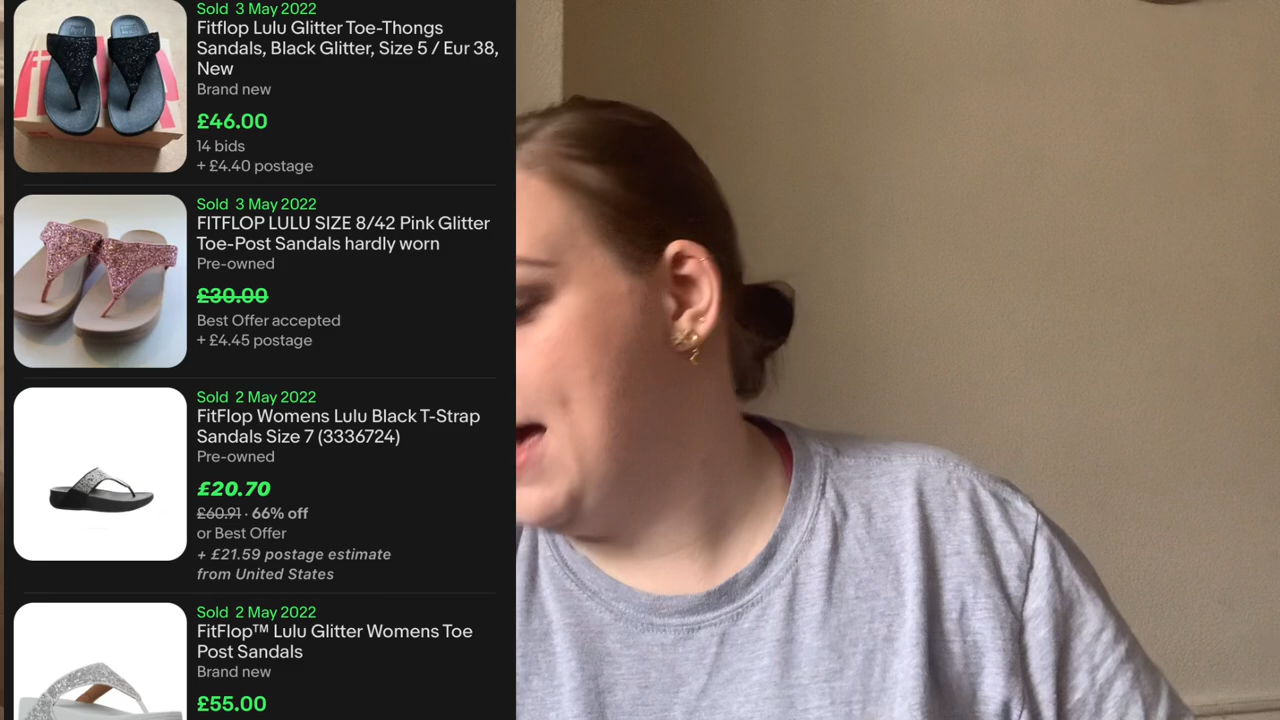 Sold 3 May 2022
Fitflop Lulu Glitter Toe-Thongs
Sandals, Black Glitter, Size 5 / Eur 38,
New
Brand new
£46.00
14 bids
+ £4.40 postage
Sold 3 May 2022
FITFLOP LULU SIZE 8/42 Pink Glitter
Toe-Post Sandals hardly worn
Pre-owned
£30.00
Best Offer accepted
+ £4.45 postage
Sold 2 May 2022
FitFlop Womens Lulu Black T-Strap
Sandals Size 7 (3336724)
Pre-owned
£20.70
£60.91 · 66% off
or Best Offer
+ £21.59 postage estimate
from United States
Sold 2 May 2022
FitFlop™ Lulu Glitter Womens Toe
Post Sandals
Brand new
£55.00